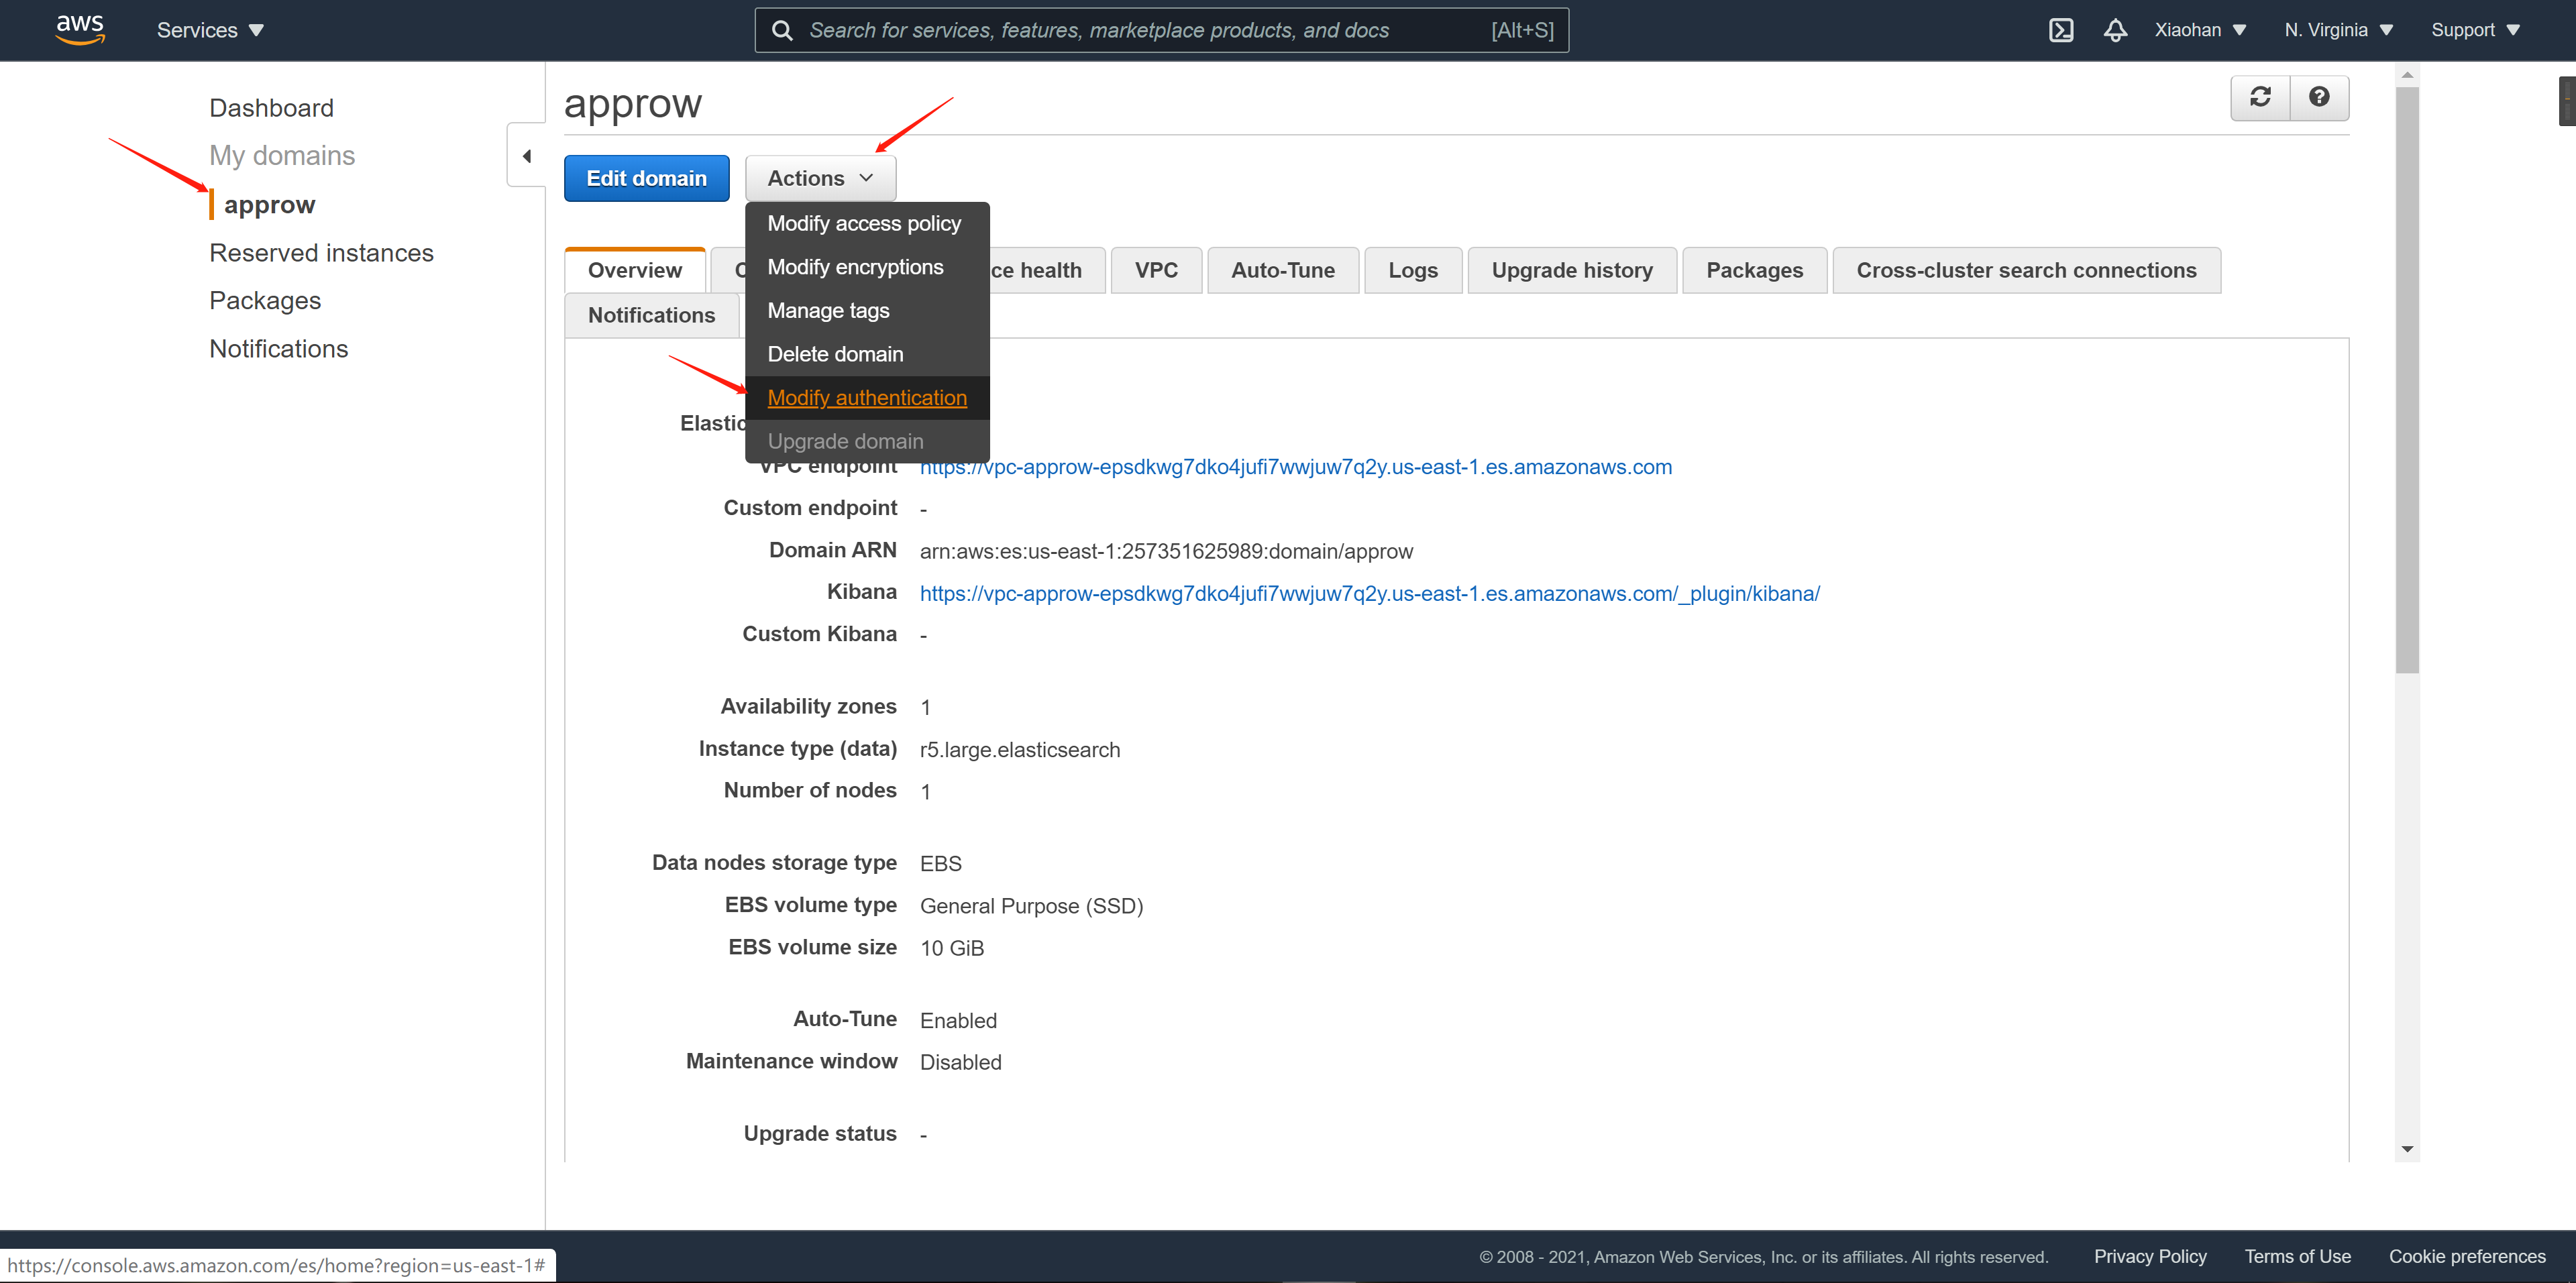 aws
Services
Search for services, features, marketplace products, and docs [Alt+S]
Xiaohan
N. Virginia
Support
Dashboard
My domains
approw
Reserved instances
Packages
Notifications
approw
Edit domain
Actions
Modify access policy
Modify encryptions
Manage tags
Delete domain
Modify authentication
Upgrade domain
Overview
health
VPC
Auto-Tune
Logs
Upgrade history
Packages
Cross-cluster search connections
Notifications
VPC endpoint https://vpc-approw-epsdkwg7dko4jufi7wwjuw7q2y.us-east-1.es.amazonaws.com
Custom endpoint -
Domain ARN arn:aws:es:us-east-1:257351625989:domain/approw
Kibana https://vpc-approw-epsdkwg7dko4jufi7wwjuw7q2y.us-east-1.es.amazonaws.com/_plugin/kibana/
Custom Kibana -
Availability zones 1
Instance type (data) r5.large.elasticsearch
Number of nodes 1
Data nodes storage type EBS
EBS volume type General Purpose (SSD)
EBS volume size 10 GiB
Auto-Tune Enabled
Maintenance window Disabled
Upgrade status -
https://console.aws.amazon.com/es/home?region=us-east-1#
© 2008 - 2021, Amazon Web Services, Inc. or its affiliates. All rights reserved.
Privacy Policy
Terms of Use
Cookie preferences